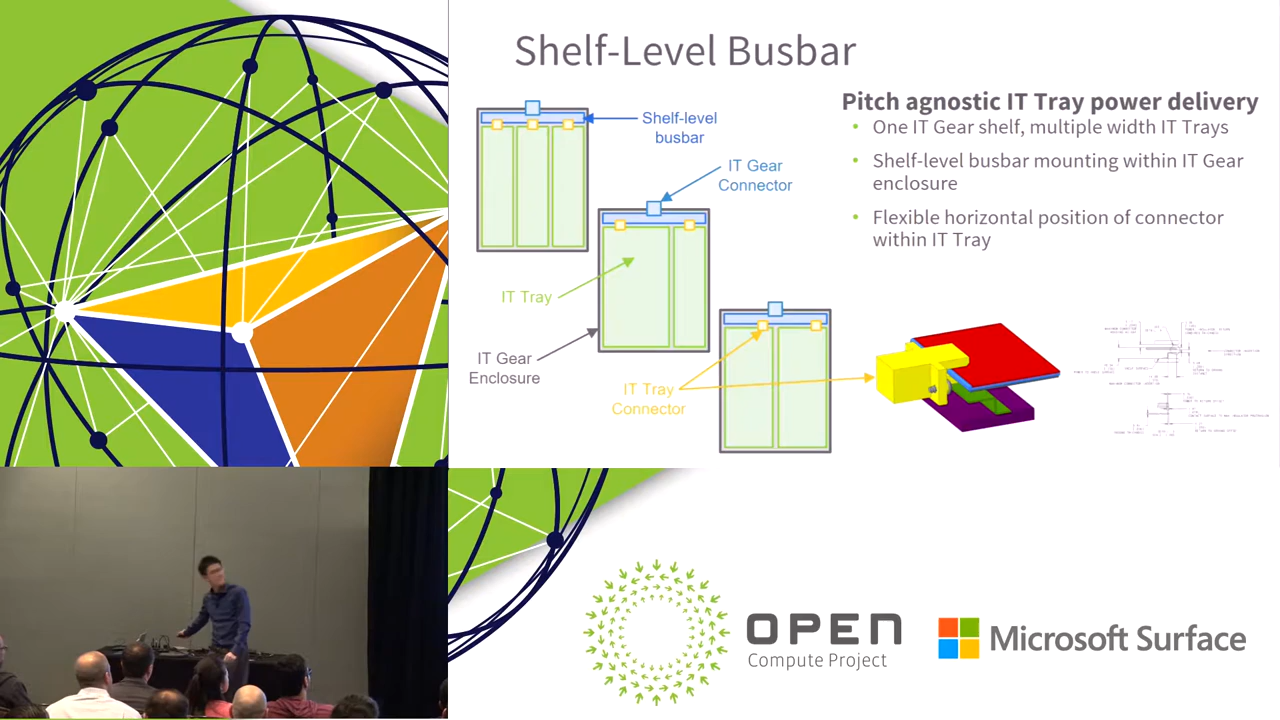 Shelf-Level Busbar
Shelf-level
busbar
IT Gear
Connector
IT Tray
IT Gear
Enclosure
IT Tray
Connector
Pitch agnostic IT Tray power delivery
• One IT Gear shelf, multiple width IT Trays
• Shelf-level busbar mounting within IT Gear
enclosure
• Flexible horizontal position of connector
within IT Tray
OPEN
Compute Project
Microsoft Surface